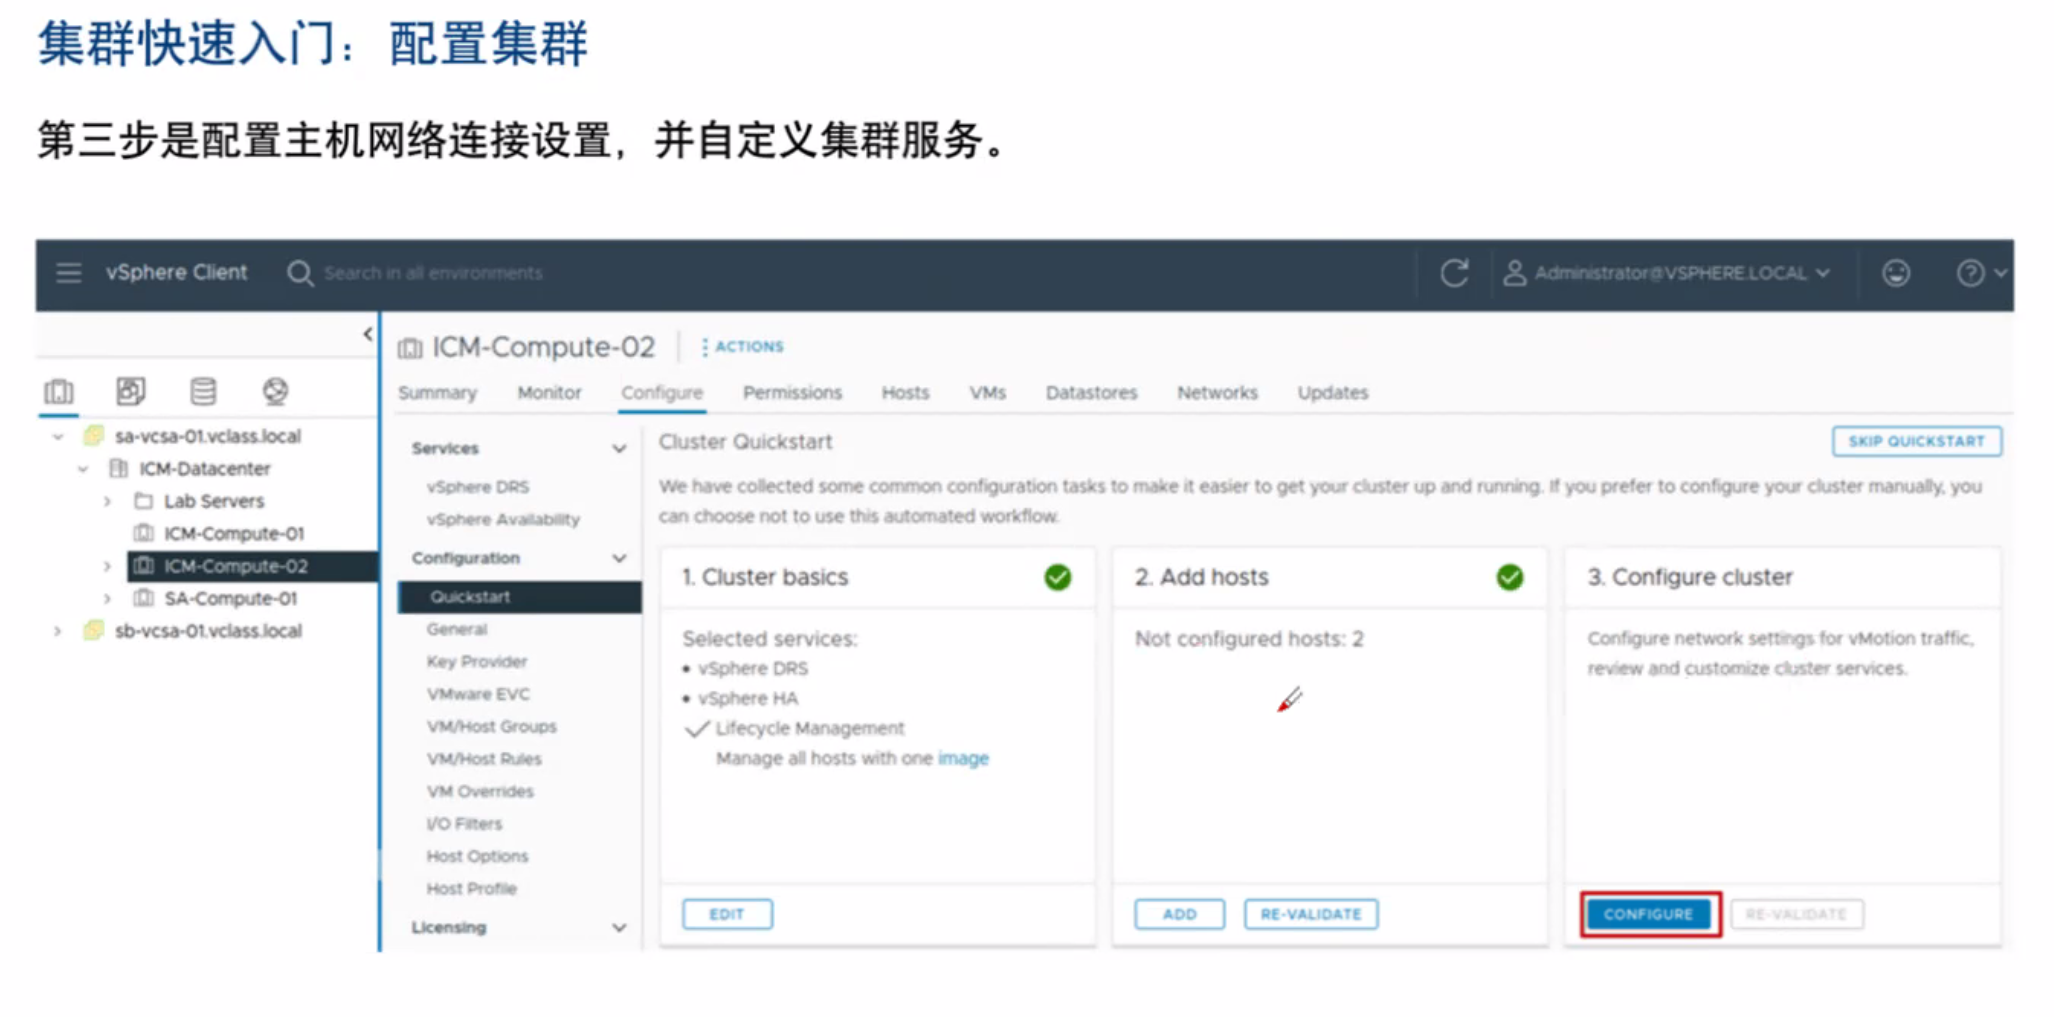 集群快速入门：配置集群
第三步是配置主机网络连接设置，并自定义集群服务。
vSphere Client
Search in all environments
Administrator@VSPHERE.LOCAL
ICM-Compute-02
ACTIONS
Summary Monitor Configure Permissions Hosts VMs Datastores Networks Updates
sa-vcsa-01.vclass.local
ICM-Datacenter
Lab Servers
ICM-Compute-01
ICM-Compute-02
SA-Compute-01
sb-vcsa-01.vclass.local
Services
vSphere DRS
vSphere Availability
Configuration
Quickstart
General
Key Provider
VMware EVC
VM/Host Groups
VM/Host Rules
VM Overrides
I/O Filters
Host Options
Host Profile
Licensing
Cluster Quickstart
SKIP QUICKSTART
We have collected some common configuration tasks to make it easier to get your cluster up and running. If you prefer to configure your cluster manually, you
can choose not to use this automated workflow.
1. Cluster basics
Selected services:
• vSphere DRS
• vSphere HA
Lifecycle Management
Manage all hosts with one image
EDIT
2. Add hosts
Not configured hosts: 2
ADD
RE-VALIDATE
3. Configure cluster
Configure network settings for vMotion traffic,
review and customize cluster services.
CONFIGURE
RE-VALIDATE